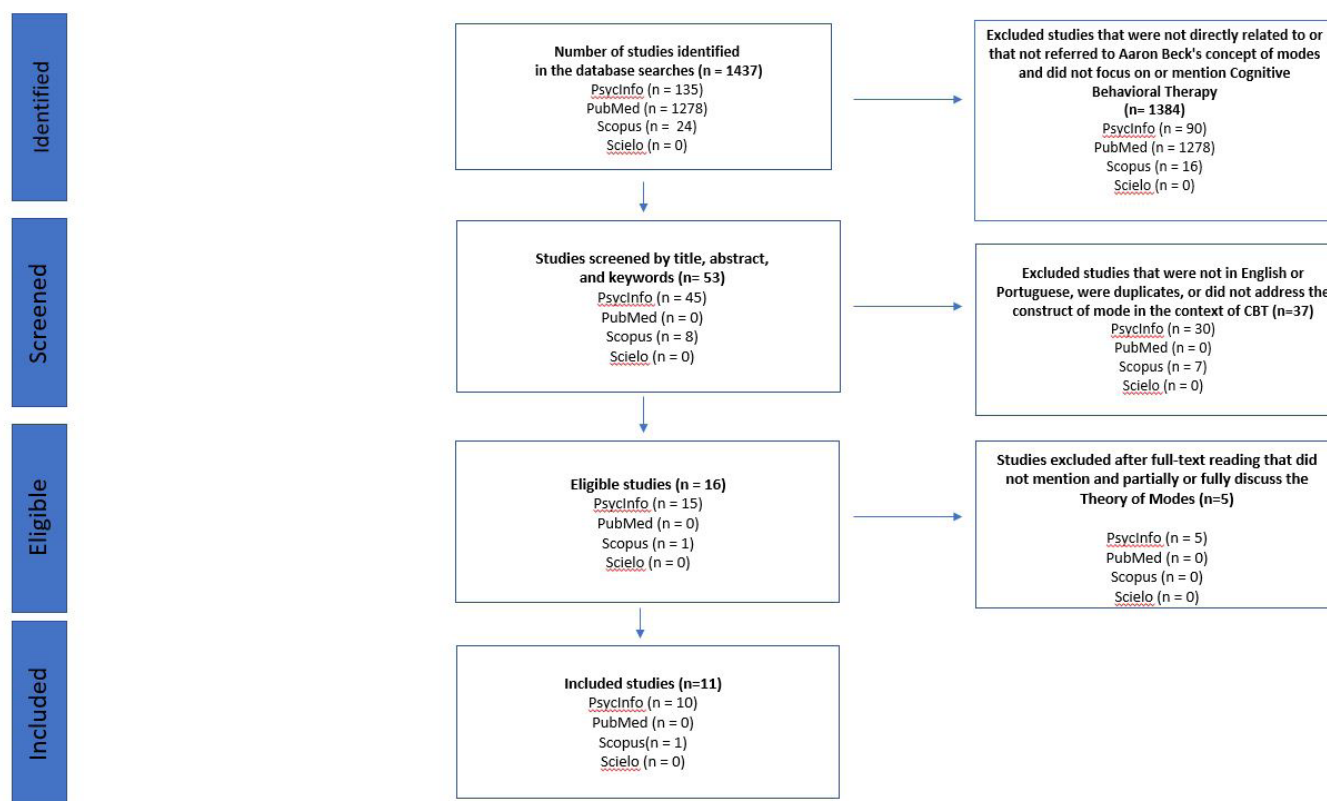 Identified
Number of studies identified
in the database searches (n = 1437)
PsycInfo (n = 135)
PubMed (n = 1278)
Scopus (n =  24)
Scielo (n = 0)
Excluded studies that were not directly related to or
that not referred to Aaron Beck's concept of modes
and did not focus on or mention Cognitive
Behavioral Therapy
(n= 1384)
PsycInfo (n = 90)
PubMed (n = 1278)
Scopus (n = 16)
Scielo (n = 0)
Screened
Studies screened by title, abstract,
and keywords (n= 53)
PsycInfo (n = 45)
PubMed (n = 0)
Scopus (n = 8)
Scielo (n = 0)
Excluded studies that were not in English or
Portuguese, were duplicates, or did not address the
construct of mode in the context of CBT (n=37)
PsycInfo (n = 30)
PubMed (n = 0)
Scopus (n = 7)
Scielo (n = 0)
Eligible
Eligible studies (n = 16)
PsycInfo (n = 15)
PubMed (n = 0)
Scopus (n = 1)
Scielo (n = 0)
Studies excluded after full-text reading that did
not mention and partially or fully discuss the
Theory of Modes (n=5)
PsycInfo (n = 5)
PubMed (n = 0)
Scopus (n = 0)
Scielo (n = 0)
Included
Included studies (n=11)
PsycInfo (n = 10)
PubMed (n = 0)
Scopus(n = 1)
Scielo (n = 0)